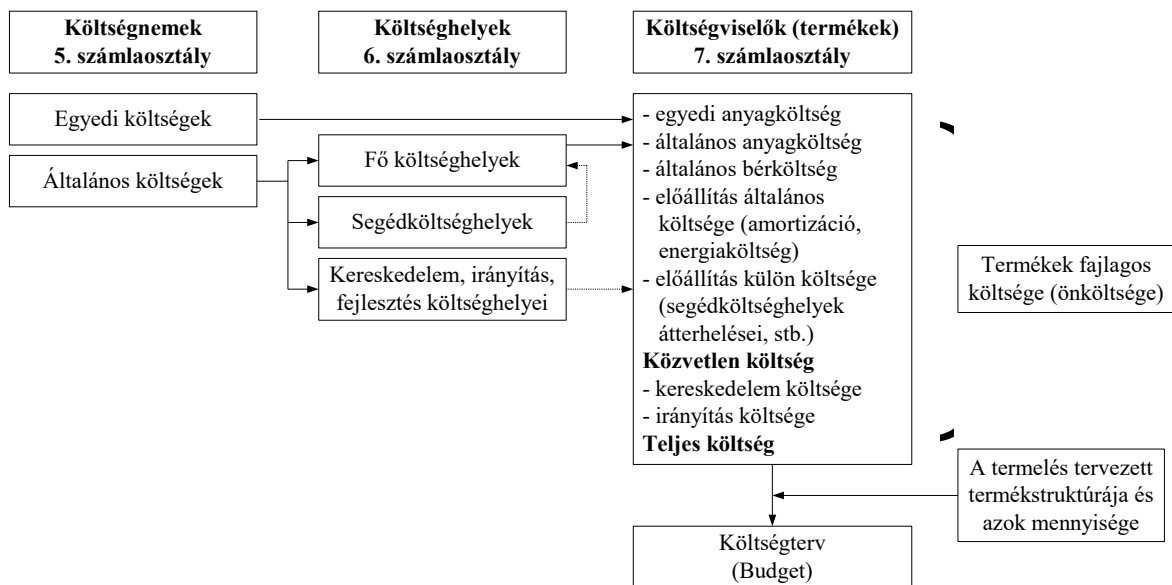 Költségnemek
5. számlaosztály
Költséghelyek
6. számlaosztály
Költségviselők (termékek)
7. számlaosztály
Egyedi költségek
Általános költségek
Fő költséghelyek
Segédköltséghelyek
Kereskedelem, irányítás,
fejlesztés költséghelyei
- egyedi anyagköltség
- általános anyagköltség
- általános bérköltség
- előállítás általános
költsége (amortizáció,
energiaköltség)
- előállítás külön költsége
(segédköltséghelyek
átterhelései, stb.)
Közvetlen költség
- kereskedelem költsége
- irányítás költsége
Teljes költség
Termékek fajlagos
költsége (önköltsége)
A termelés tervezett
termékstruktúrája és
azok mennyisége
Költségterv
(Budget)